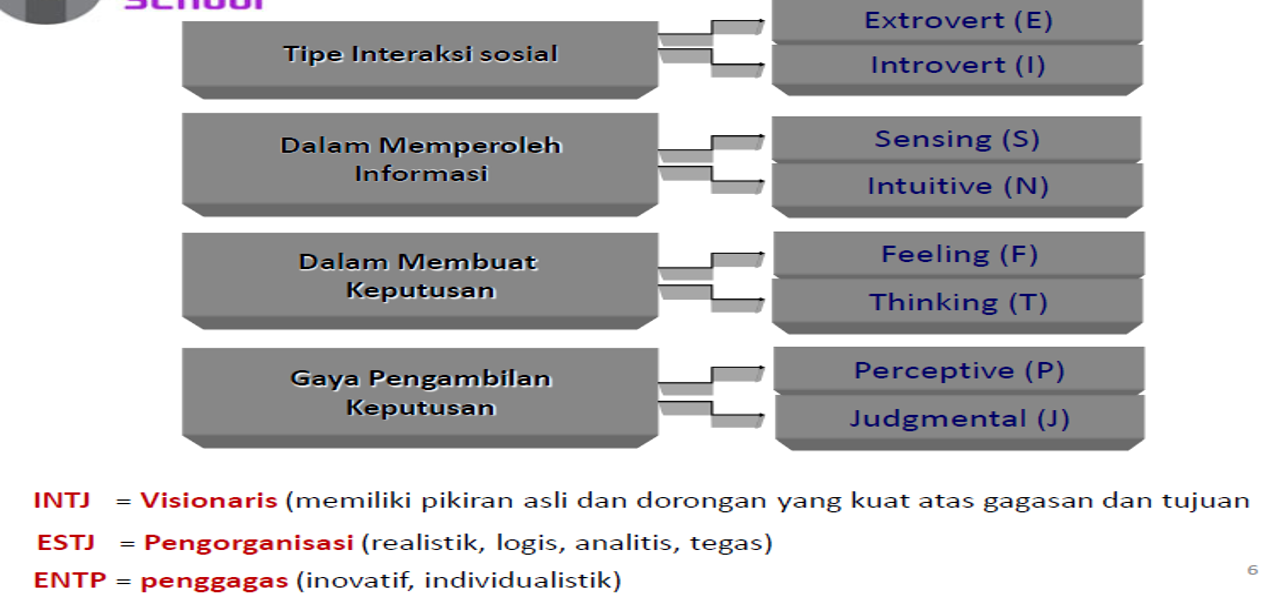 School
Tipe Interaksi sosial
Extrovert (E)
Introvert (I)
Dalam Memperoleh
Informasi
Sensing (S)
Intuitive (N)
Dalam Membuat
Keputusan
Feeling (F)
Thinking (T)
Gaya Pengambilan
Keputusan
Perceptive (P)
Judgmental (J)
INTJ = Visionaris (memiliki pikiran asli dan dorongan yang kuat atas gagasan dan tujuan
ESTJ = Pengorganisasi (realistik, logis, analitis, tegas)
ENTP = penggagas (inovatif, individualistik)
6